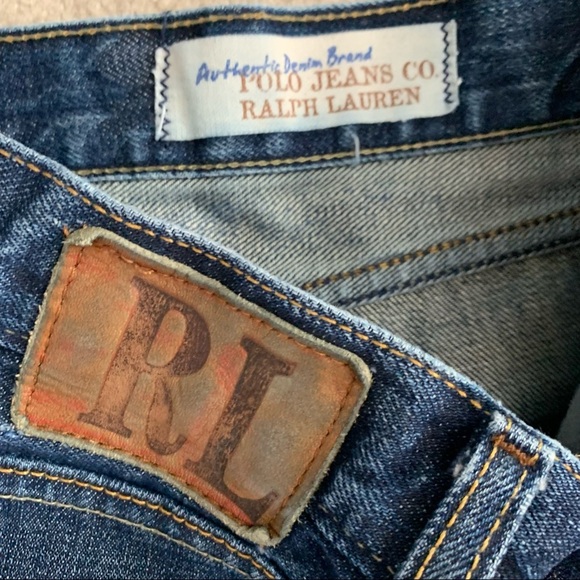 Authentic Denim Brand
POLO JEANS CO.
RALPH LAUREN
RL